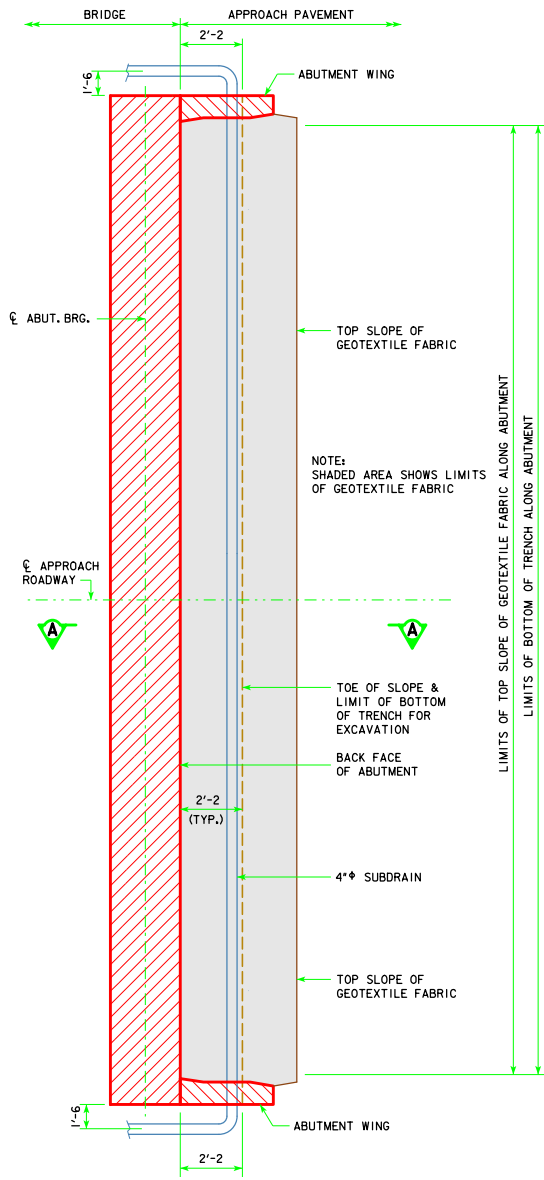 BRIDGE
APPROACH PAVEMENT
2'-2
1'-6
ABUTMENT WING
℄ ABUT. BRG.
TOP SLOPE OF
GEOTEXTILE FABRIC
NOTE:
SHADED AREA SHOWS LIMITS
OF GEOTEXTILE FABRIC
LIMITS OF TOP SLOPE OF GEOTEXTILE FABRIC ALONG ABUTMENT
LIMITS OF BOTTOM OF TRENCH ALONG ABUTMENT
℄ APPROACH
ROADWAY
A
A
TOE OF SLOPE &
LIMIT OF BOTTOM
OF TRENCH FOR
EXCAVATION
BACK FACE
OF ABUTMENT
2'-2
(TYP.)
4"ϕ SUBDRAIN
TOP SLOPE OF
GEOTEXTILE FABRIC
1'-6
ABUTMENT WING
2'-2